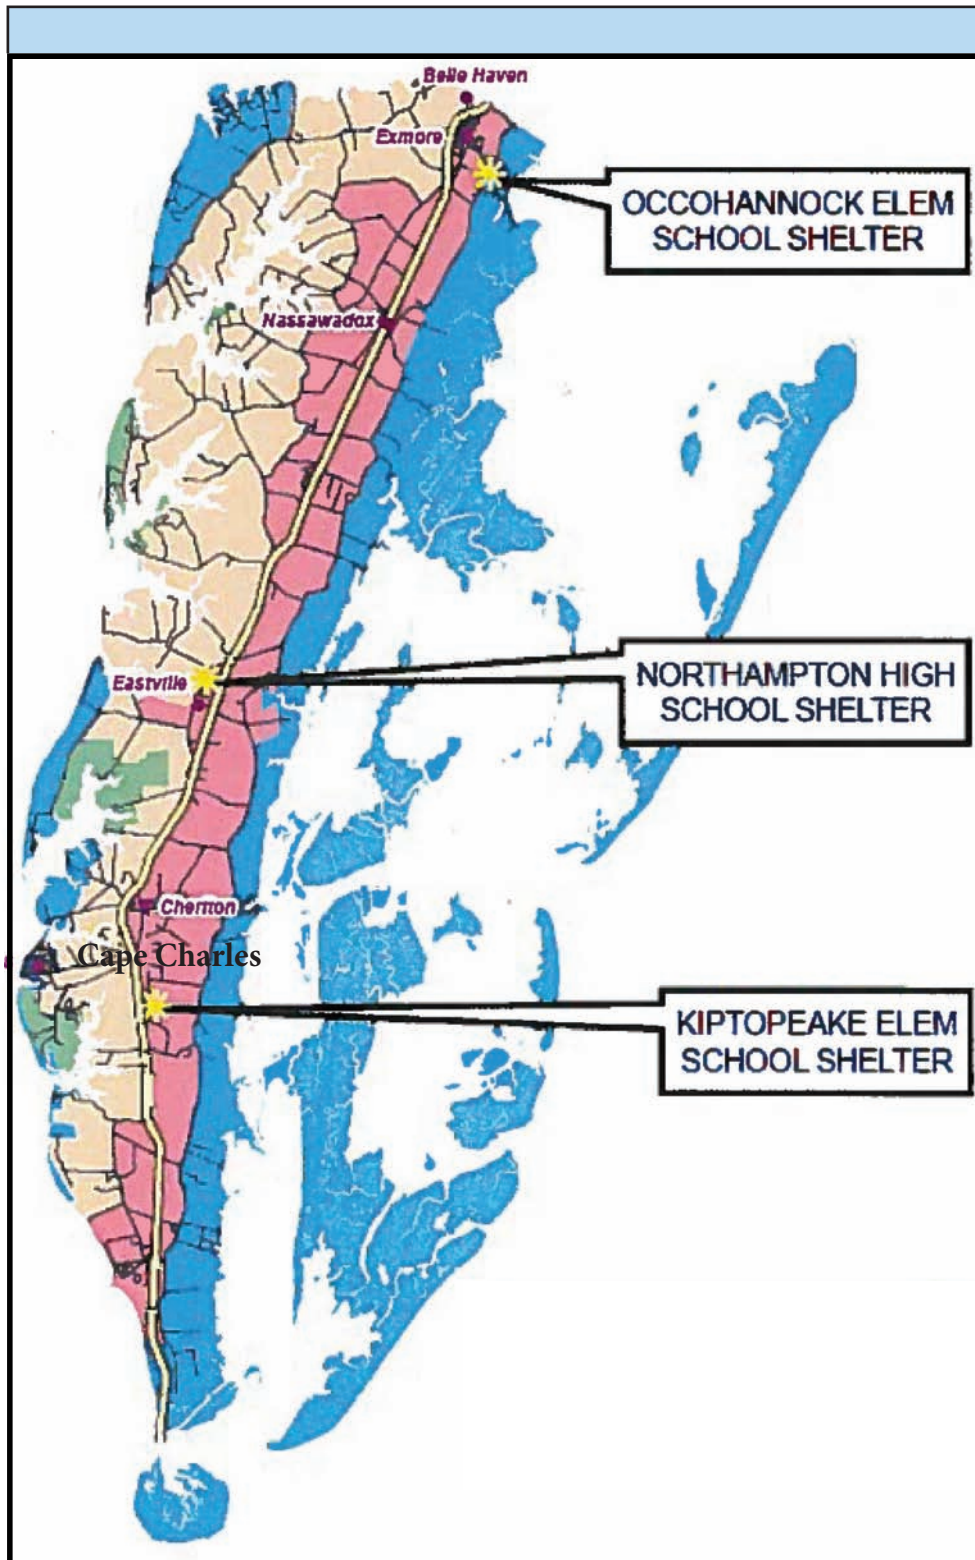 Belle Haven
Exmore
OCCOHANNOCK ELEM
SCHOOL SHELTER
Nassawadox
Eastville
NORTHAMPTON HIGH
SCHOOL SHELTER
Cheriton
Cape Charles
KIPTOPEAKE ELEM
SCHOOL SHELTER